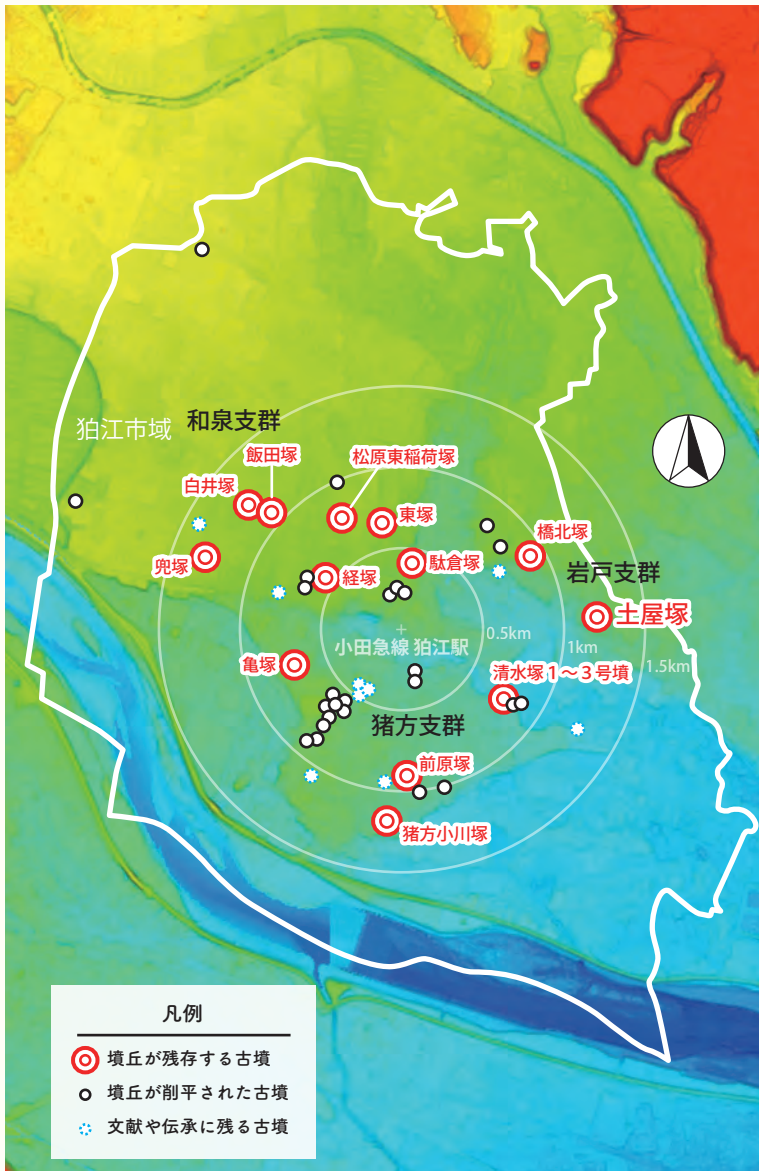 狛江市域
和泉支群
飯田塚
松原東稲荷塚
白井塚
東塚
橋北塚
兜塚
経塚
駄倉塚
岩戸支群
土屋塚
小田急線 狛江駅
0.5km
1km
1.5km
亀塚
清水塚１〜３号墳
猪方支群
前原塚
猪方小川塚
凡例
墳丘が残存する古墳
墳丘が削平された古墳
文献や伝承に残る古墳